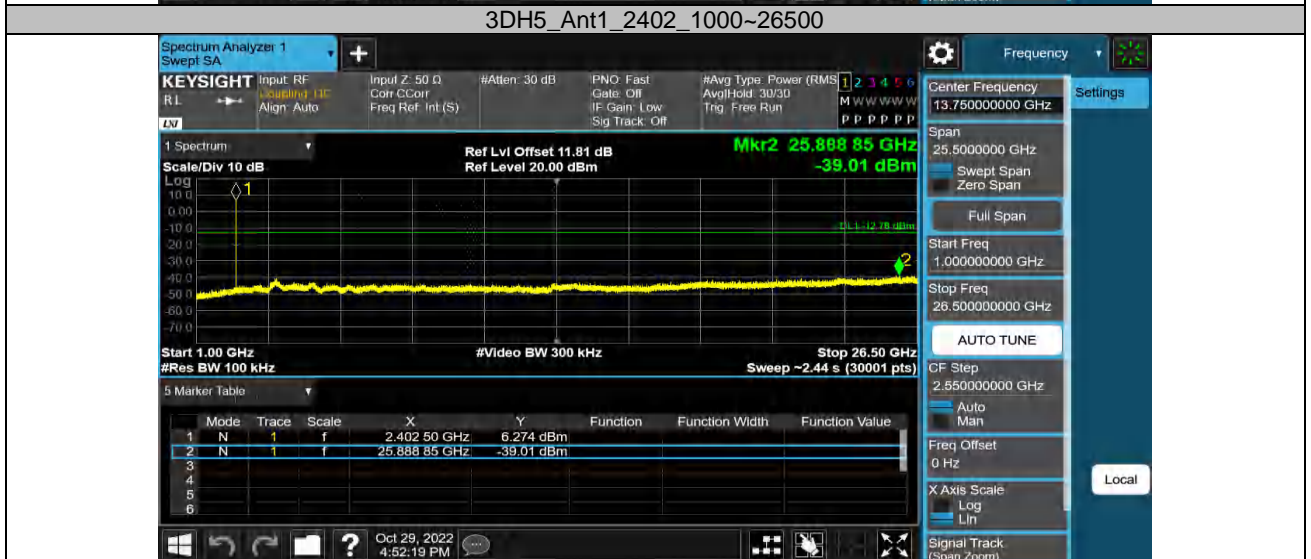 3DH5_Ant1_2402_1000~26500
Spectrum Analyzer 1
Swept SA
Frequency
KEYSIGHT Input: RF Input Z: 50 Ω #Atten: 30 dB PNO: Fast #Avg Type: Power (RMS 1 2 3 4 5 6
RL Coupling: DC Corr CCorr Gate: Off Avg|Hold: 30/30 M W W W W W
Align: Auto Freq Ref: Int (S) IF Gain: Low Trig: Free Run
LXI Sig Track: Off P P P P P P
Center Frequency
13.750000000 GHz
Settings
Span
25.5000000 GHz
Swept Span
Zero Span
Full Span
Start Freq
1.000000000 GHz
Stop Freq
26.500000000 GHz
AUTO TUNE
CF Step
2.550000000 GHz
Auto
Man
Freq Offset
0 Hz
X Axis Scale
Log
Lin
Signal Track
(Span Zoom)
Local
1 Spectrum Ref Lvl Offset 11.81 dB Mkr2 25.888 85 GHz
Scale/Div 10 dB Ref Level 20.00 dBm -39.01 dBm
Log
10.0
0.00
-10.0
-20.0
-30.0
-40.0
-50.0
-60.0
-70.0
1
DL1 -12.78 dBm
2
Start 1.00 GHz #Video BW 300 kHz Stop 26.50 GHz
#Res BW 100 kHz Sweep ~2.44 s (30001 pts)
5 Marker Table
Mode Trace Scale X Y Function Function Width Function Value
1 N 1 f 2.402 50 GHz 6.274 dBm
2 N 1 f 25.888 85 GHz -39.01 dBm
3
4
5
6
Oct 29, 2022
4:52:19 PM